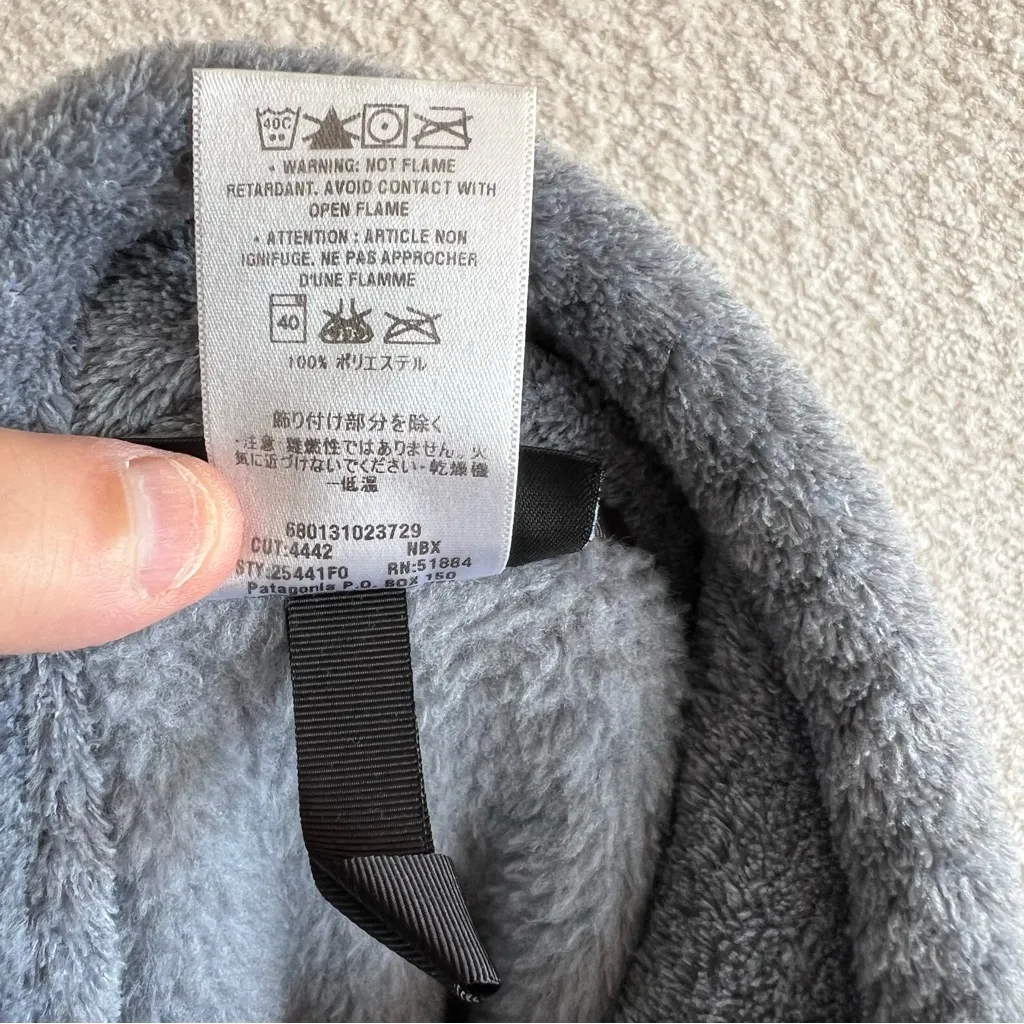 40C
• WARNING: NOT FLAME
RETARDANT. AVOID CONTACT WITH
OPEN FLAME
• ATTENTION : ARTICLE NON
IGNIFUGE. NE PAS APPROCHER
D'UNE FLAMME
40
100% ポリエステル
飾り付け部分を除く
・注意 難燃性ではありません。火
気に近づけないでください・乾燥機
一低温
680131023729
CUT:4442 NBX
STY:25441F0 RN:51884
Patagonia P.O. BOX 150